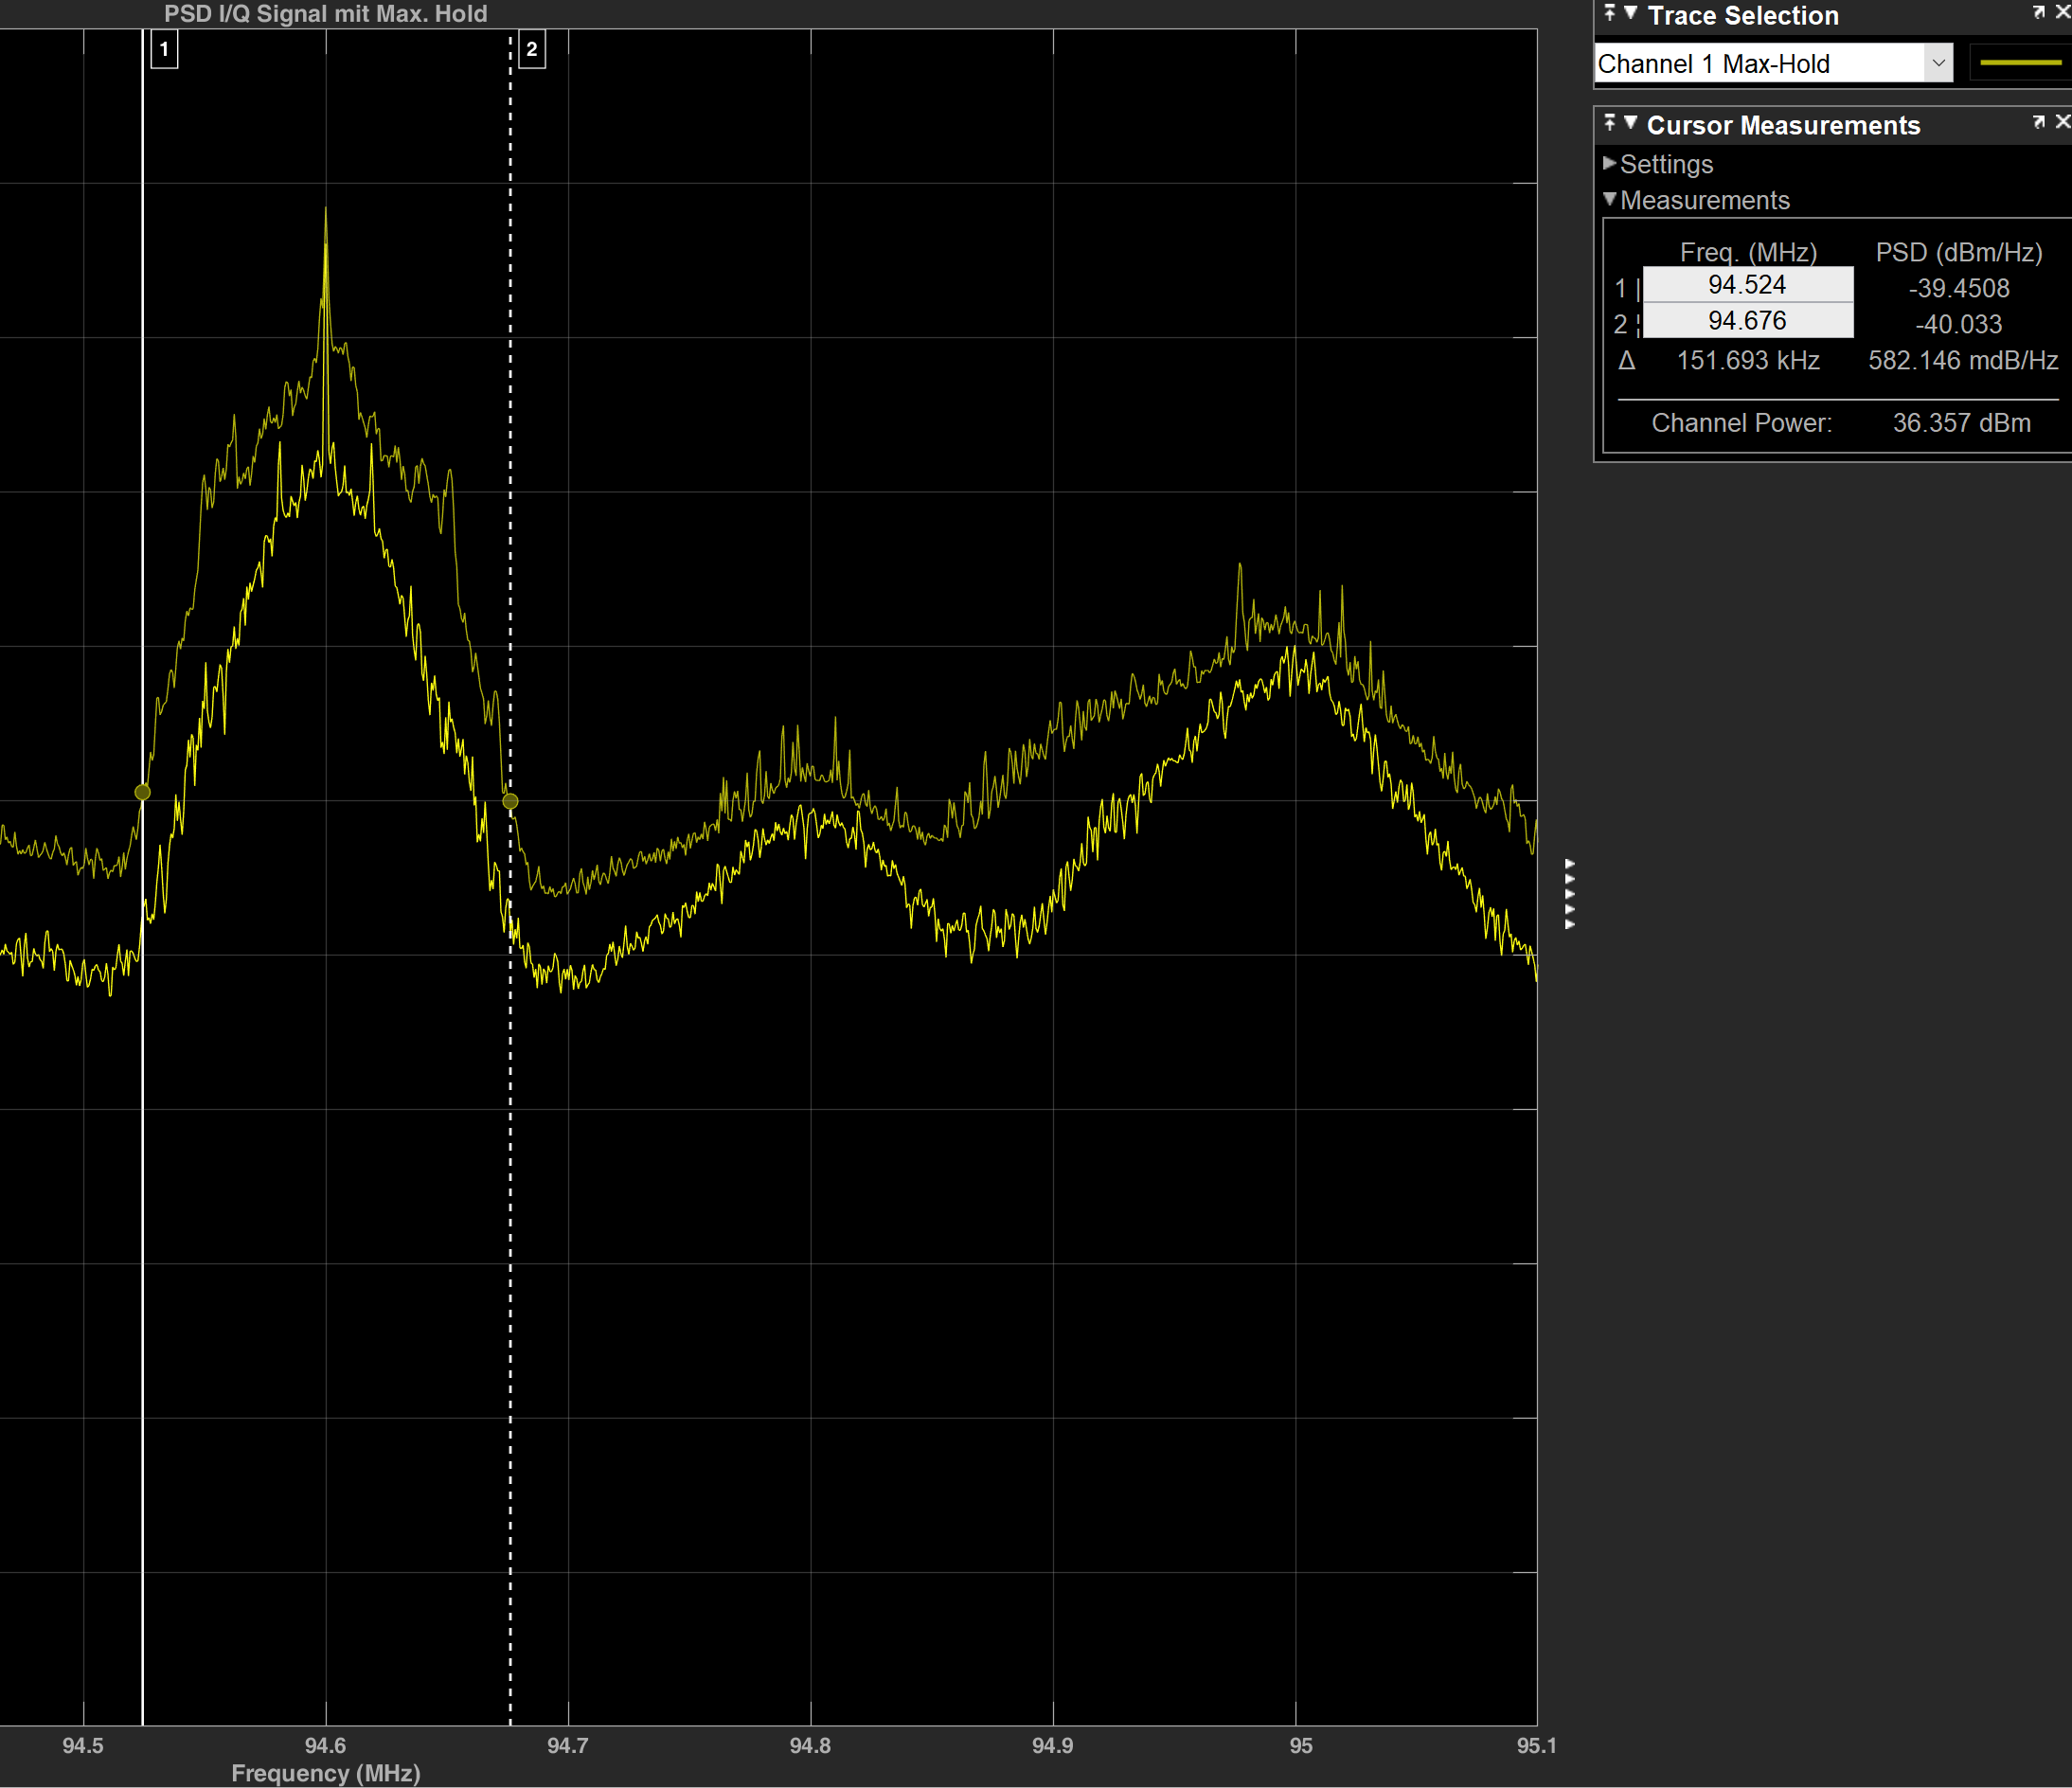 PSD I/Q Signal mit Max. Hold
1
2
94.5
94.6
94.7
94.8
94.9
95
95.1
Frequency (MHz)
Trace Selection
Channel 1 Max-Hold
Cursor Measurements
Settings
Measurements
Freq. (MHz) PSD (dBm/Hz)
1 | 94.524 -39.4508
2 ¦ 94.676 -40.033
Δ 151.693 kHz 582.146 mdB/Hz
Channel Power: 36.357 dBm